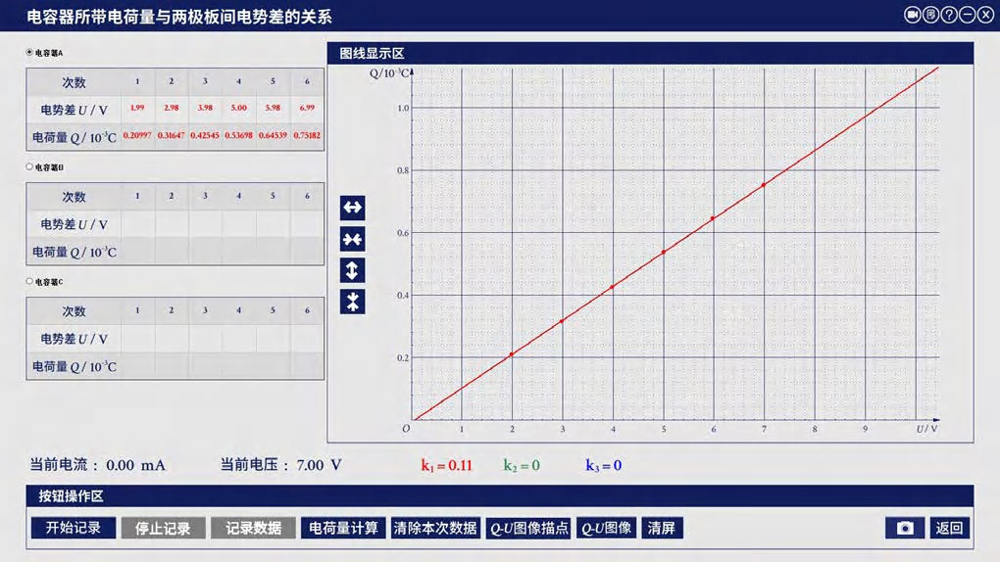 电容器所带电荷量与两极板间电势差的关系
电容器A
次数 1 2 3 4 5 6
电势差 U / V 1.99 2.98 3.98 5.00 5.98 6.99
电荷量 Q / 10⁻³C 0.20997 0.31647 0.42545 0.53698 0.64539 0.75182
电容器B
次数 1 2 3 4 5 6
电势差 U / V
电荷量 Q / 10⁻³C
电容器C
次数 1 2 3 4 5 6
电势差 U / V
电荷量 Q / 10⁻³C
图线显示区
Q/10⁻³C
1.0
0.8
0.6
0.4
0.2
O 1 2 3 4 5 6 7 8 9 U/ V
当前电流： 0.00 mA 当前电压： 7.00 V k₁=0.11 k₂=0 k₃=0
按钮操作区
开始记录 停止记录 记录数据 电荷量计算 清除本次数据 Q-U图像描点 Q-U图像 清屏 返回